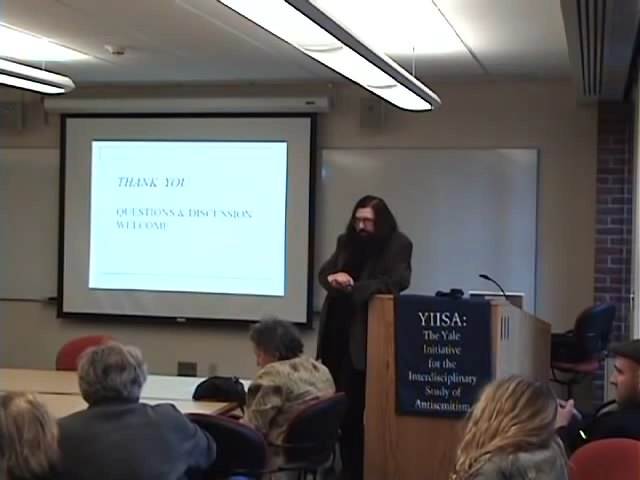 THANK YOU
QUESTIONS & DISCUSSION
WELCOME
YIISA:
The Yale
Initiative
for the
Interdisciplinary
Study of
Antisemitism